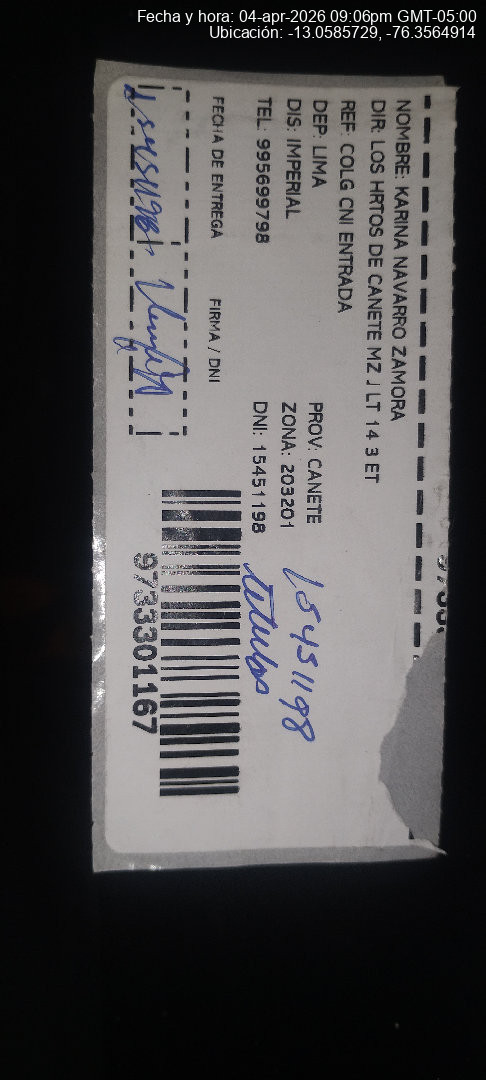 Fecha y hora: 04-apr-2026 09:06pm GMT-05:00
Ubicación: -13.0585729, -76.3564914
NOMBRE: KARINA NAVARRO ZAMORA
DIR: LOS HRTOS DE CANETE MZ J LT 14 3 ET
REF: COLG CNI ENTRADA
DEP: LIMA PROV: CANETE
DIS: IMPERIAL ZONA: 203201
TEL: 995699798 DNI: 15451198
15451198
FECHA DE ENTREGA FIRMA / DNI
15451198
9733301167